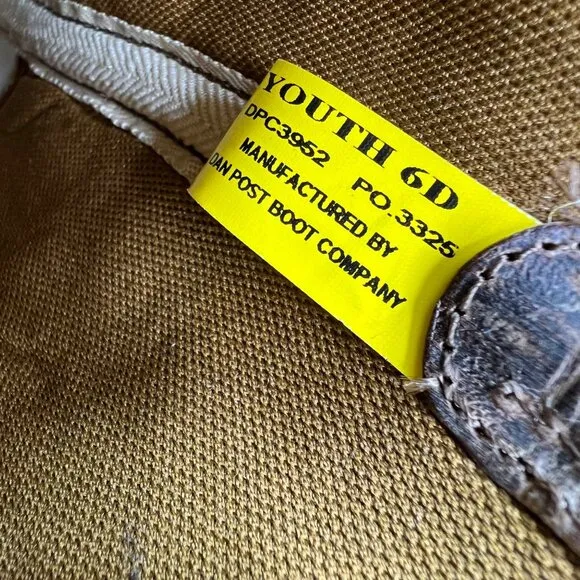 YOUTH 6D
DPC3952 PO.3325
MANUFACTURED BY
DAN POST BOOT COMPANY